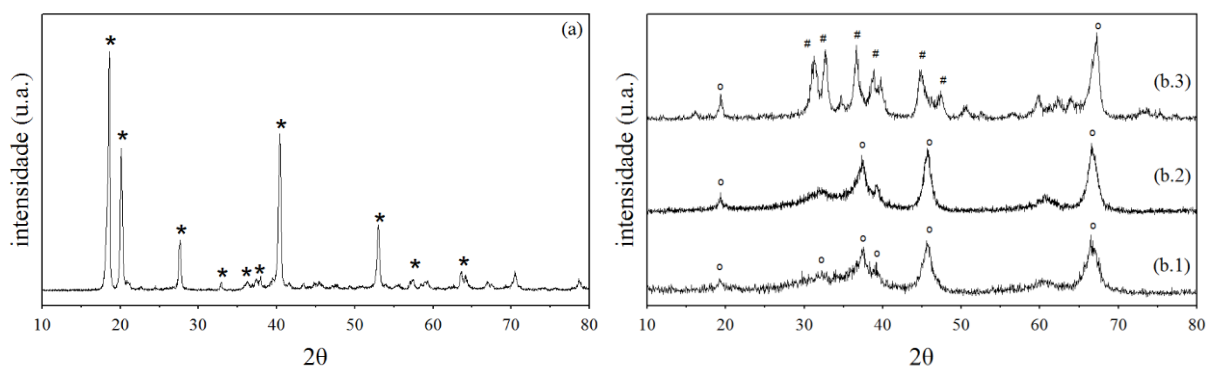 (a)
* * * * * * * * * *
intensidade (u.a.)
10 20 30 40 50 60 70 80
2θ
# # # # # # o
o
(b.3)
o o o o
(b.2)
o o o o o o
(b.1)
intensidade (u.a.)
10 20 30 40 50 60 70 80
2θ